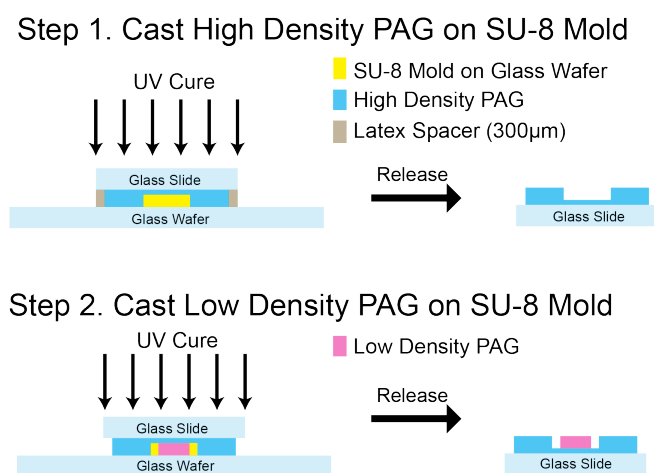 Step 1. Cast High Density PAG on SU-8 Mold
UV Cure
SU-8 Mold on Glass Wafer
High Density PAG
Latex Spacer (300µm)
Glass Slide
Glass Wafer
Release
Glass Slide
Step 2. Cast Low Density PAG on SU-8 Mold
UV Cure
Low Density PAG
Glass Slide
Glass Wafer
Release
Glass Slide